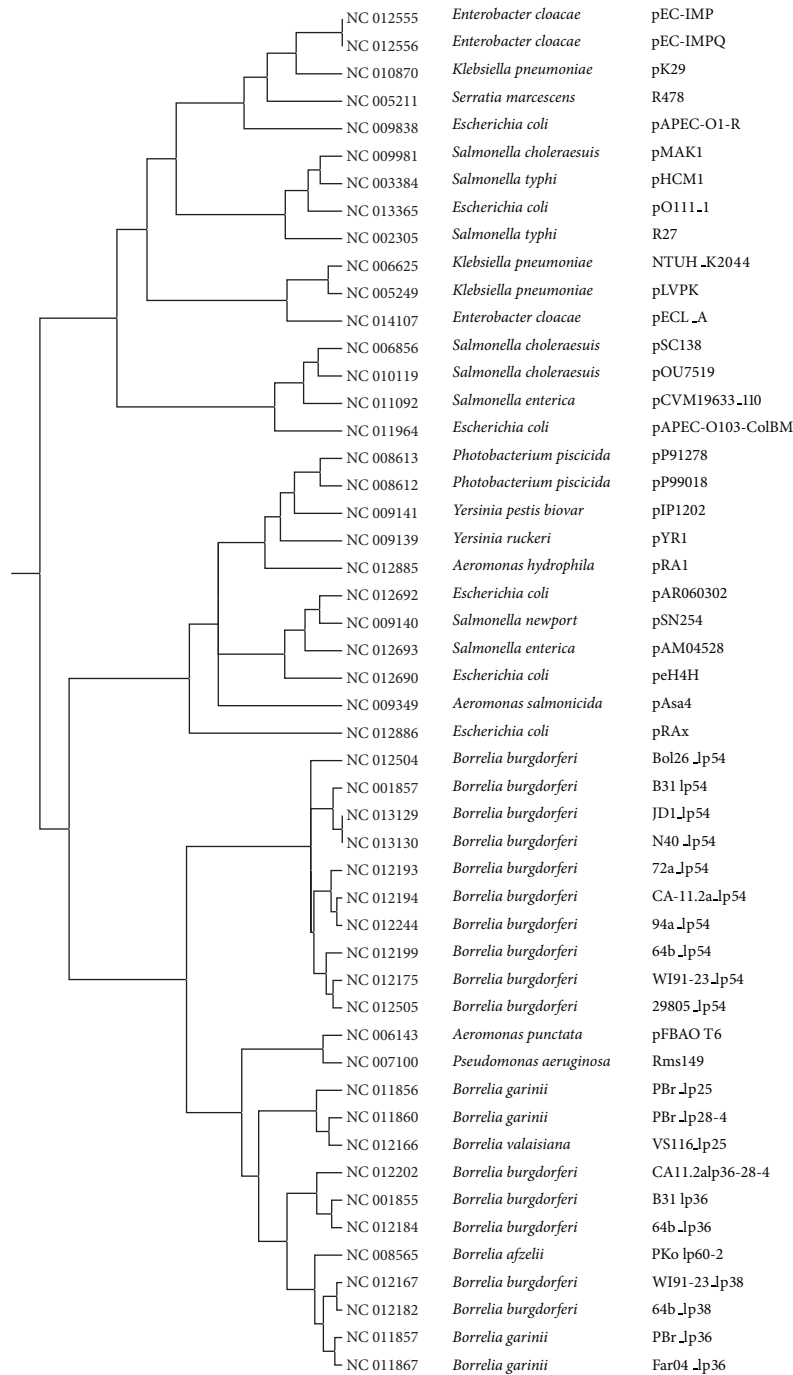 NC 012555 Enterobacter cloacae pEC-IMP
NC 012556 Enterobacter cloacae pEC-IMPQ
NC 010870 Klebsiella pneumoniae pK29
NC 005211 Serratia marcescens R478
NC 009838 Escherichia coli pAPEC-O1-R
NC 009981 Salmonella choleraesuis pMAK1
NC 003384 Salmonella typhi pHCM1
NC 013365 Escherichia coli pO111_1
NC 002305 Salmonella typhi R27
NC 006625 Klebsiella pneumoniae NTUH_K2044
NC 005249 Klebsiella pneumoniae pLVPK
NC 014107 Enterobacter cloacae pECL_A
NC 006856 Salmonella choleraesuis pSC138
NC 010119 Salmonella choleraesuis pOU7519
NC 011092 Salmonella enterica pCVM19633_110
NC 011964 Escherichia coli pAPEC-O103-ColBM
NC 008613 Photobacterium piscicida pP91278
NC 008612 Photobacterium piscicida pP99018
NC 009141 Yersinia pestis biovar pIP1202
NC 009139 Yersinia ruckeri pYR1
NC 012885 Aeromonas hydrophila pRA1
NC 012692 Escherichia coli pAR060302
NC 009140 Salmonella newport pSN254
NC 012693 Salmonella enterica pAM04528
NC 012690 Escherichia coli peH4H
NC 009349 Aeromonas salmonicida pAsa4
NC 012886 Escherichia coli pRAx
NC 012504 Borrelia burgdorferi Bol26_lp54
NC 001857 Borrelia burgdorferi B31 lp54
NC 013129 Borrelia burgdorferi JD1_lp54
NC 013130 Borrelia burgdorferi N40_lp54
NC 012193 Borrelia burgdorferi 72a_lp54
NC 012194 Borrelia burgdorferi CA-11.2a_lp54
NC 012244 Borrelia burgdorferi 94a_lp54
NC 012199 Borrelia burgdorferi 64b_lp54
NC 012175 Borrelia burgdorferi WI91-23_lp54
NC 012505 Borrelia burgdorferi 29805_lp54
NC 006143 Aeromonas punctata pFBAO T6
NC 007100 Pseudomonas aeruginosa Rms149
NC 011856 Borrelia garinii PBr_lp25
NC 011860 Borrelia garinii PBr_lp28-4
NC 012166 Borrelia valaisiana VS116_lp25
NC 012202 Borrelia burgdorferi CA11.2alp36-28-4
NC 001855 Borrelia burgdorferi B31 lp36
NC 012184 Borrelia burgdorferi 64b_lp36
NC 008565 Borrelia afzelii PKo lp60-2
NC 012167 Borrelia burgdorferi WI91-23_lp38
NC 012182 Borrelia burgdorferi 64b_lp38
NC 011857 Borrelia garinii PBr_lp36
NC 011867 Borrelia garinii Far04_lp36